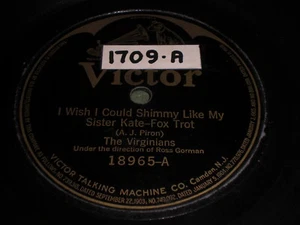 1709-A
Victor
I Wish I Could Shimmy Like My
Sister Kate-Fox Trot
(A. J. Piron)
The Virginians
Under the direction of Ross Gorman
18965-A
VICTOR TALKING MACHINE CO. Camden, N.J.